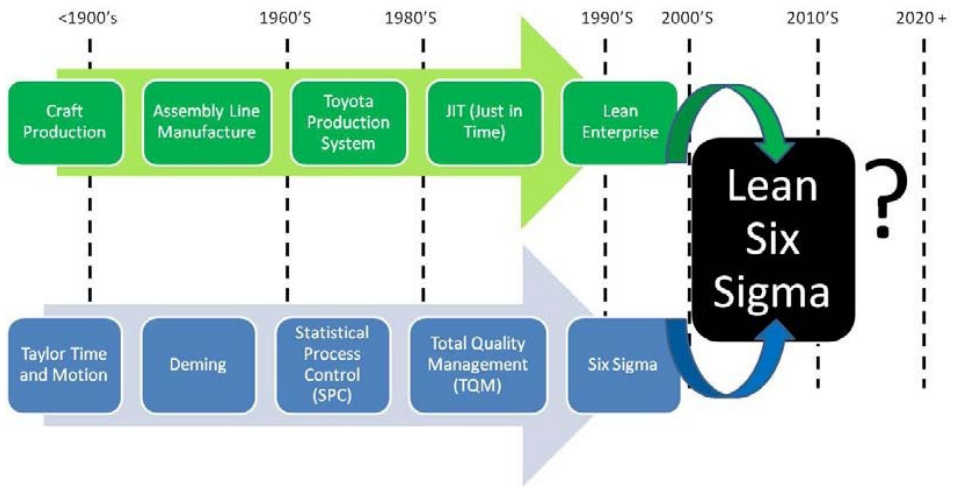 <1900's 1960'S 1980'S 1990'S 2000'S 2010'S 2020 +
Craft
Production
Assembly Line
Manufacture
Toyota
Production
System
JIT (Just in
Time)
Lean
Enterprise
Lean
Six
Sigma
?
Taylor Time
and Motion
Deming
Statistical
Process
Control
(SPC)
Total Quality
Management
(TQM)
Six Sigma